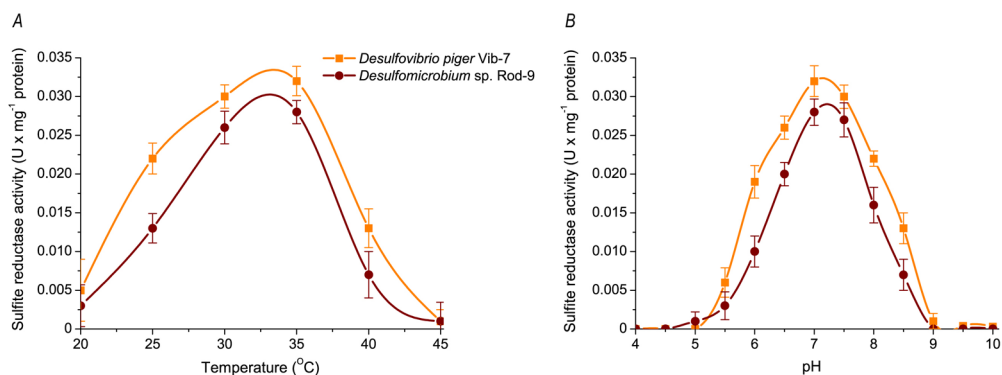 A
Sulfite reductase activity (U x mg⁻¹ protein)
0.035
0.030
0.025
0.020
0.015
0.010
0.005
0
20 25 30 35 40 45
Temperature (°C)
Desulfovibrio piger Vib-7
Desulfomicrobium sp. Rod-9
B
Sulfite reductase activity (U x mg⁻¹ protein)
0.035
0.030
0.025
0.020
0.015
0.010
0.005
0
4 5 6 7 8 9 10
pH